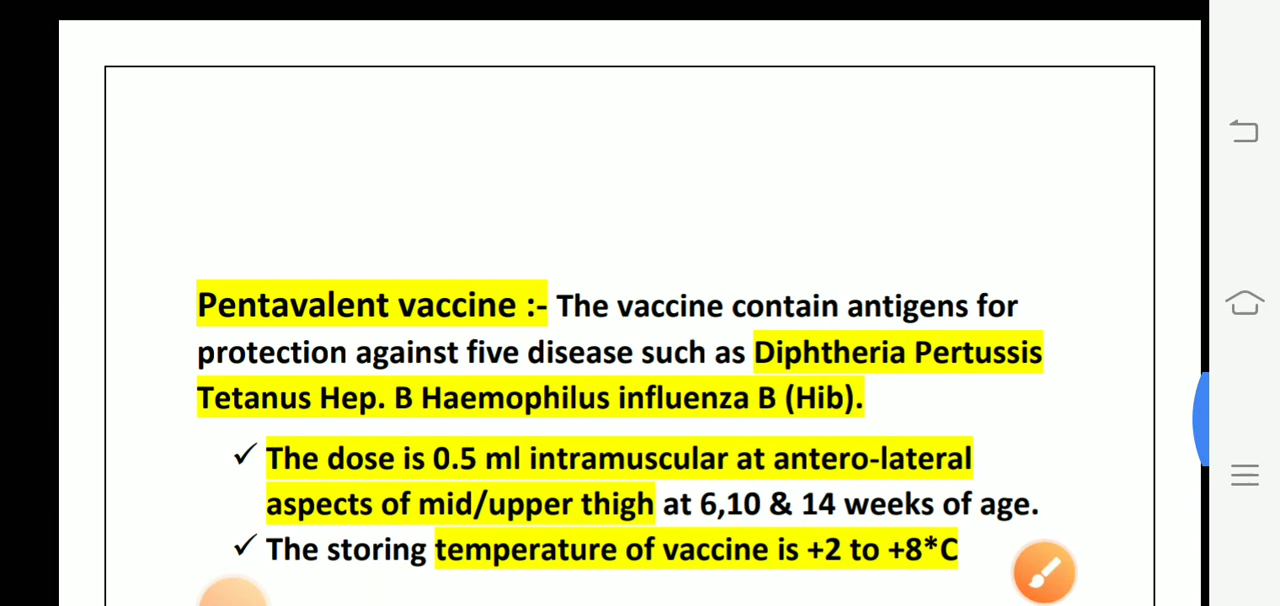 Pentavalent vaccine :- The vaccine contain antigens for
protection against five disease such as Diphtheria Pertussis
Tetanus Hep. B Haemophilus influenza B (Hib).
✓ The dose is 0.5 ml intramuscular at antero-lateral
aspects of mid/upper thigh at 6,10 & 14 weeks of age.
✓ The storing temperature of vaccine is +2 to +8*C